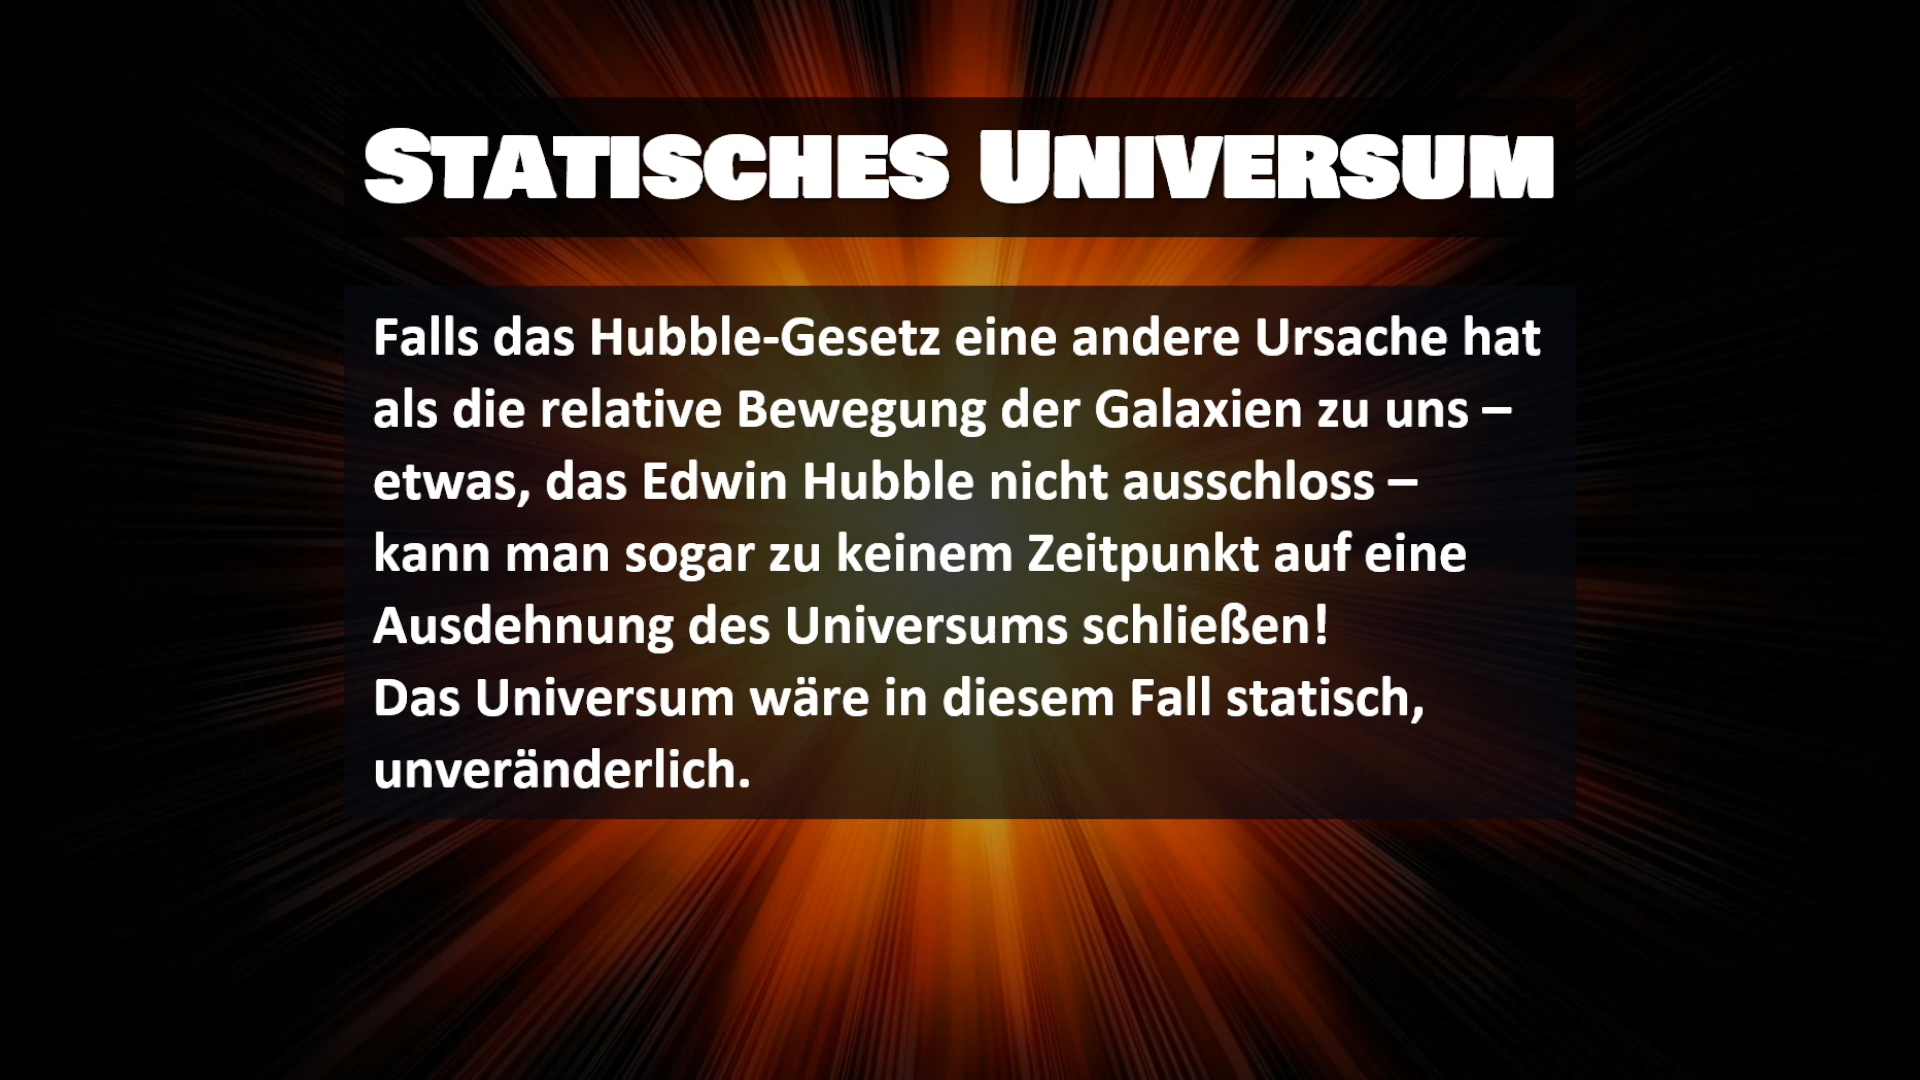 Statisches Universum
Falls das Hubble-Gesetz eine andere Ursache hat
als die relative Bewegung der Galaxien zu uns –
etwas, das Edwin Hubble nicht ausschloss –
kann man sogar zu keinem Zeitpunkt auf eine
Ausdehnung des Universums schließen!
Das Universum wäre in diesem Fall statisch,
unveränderlich.